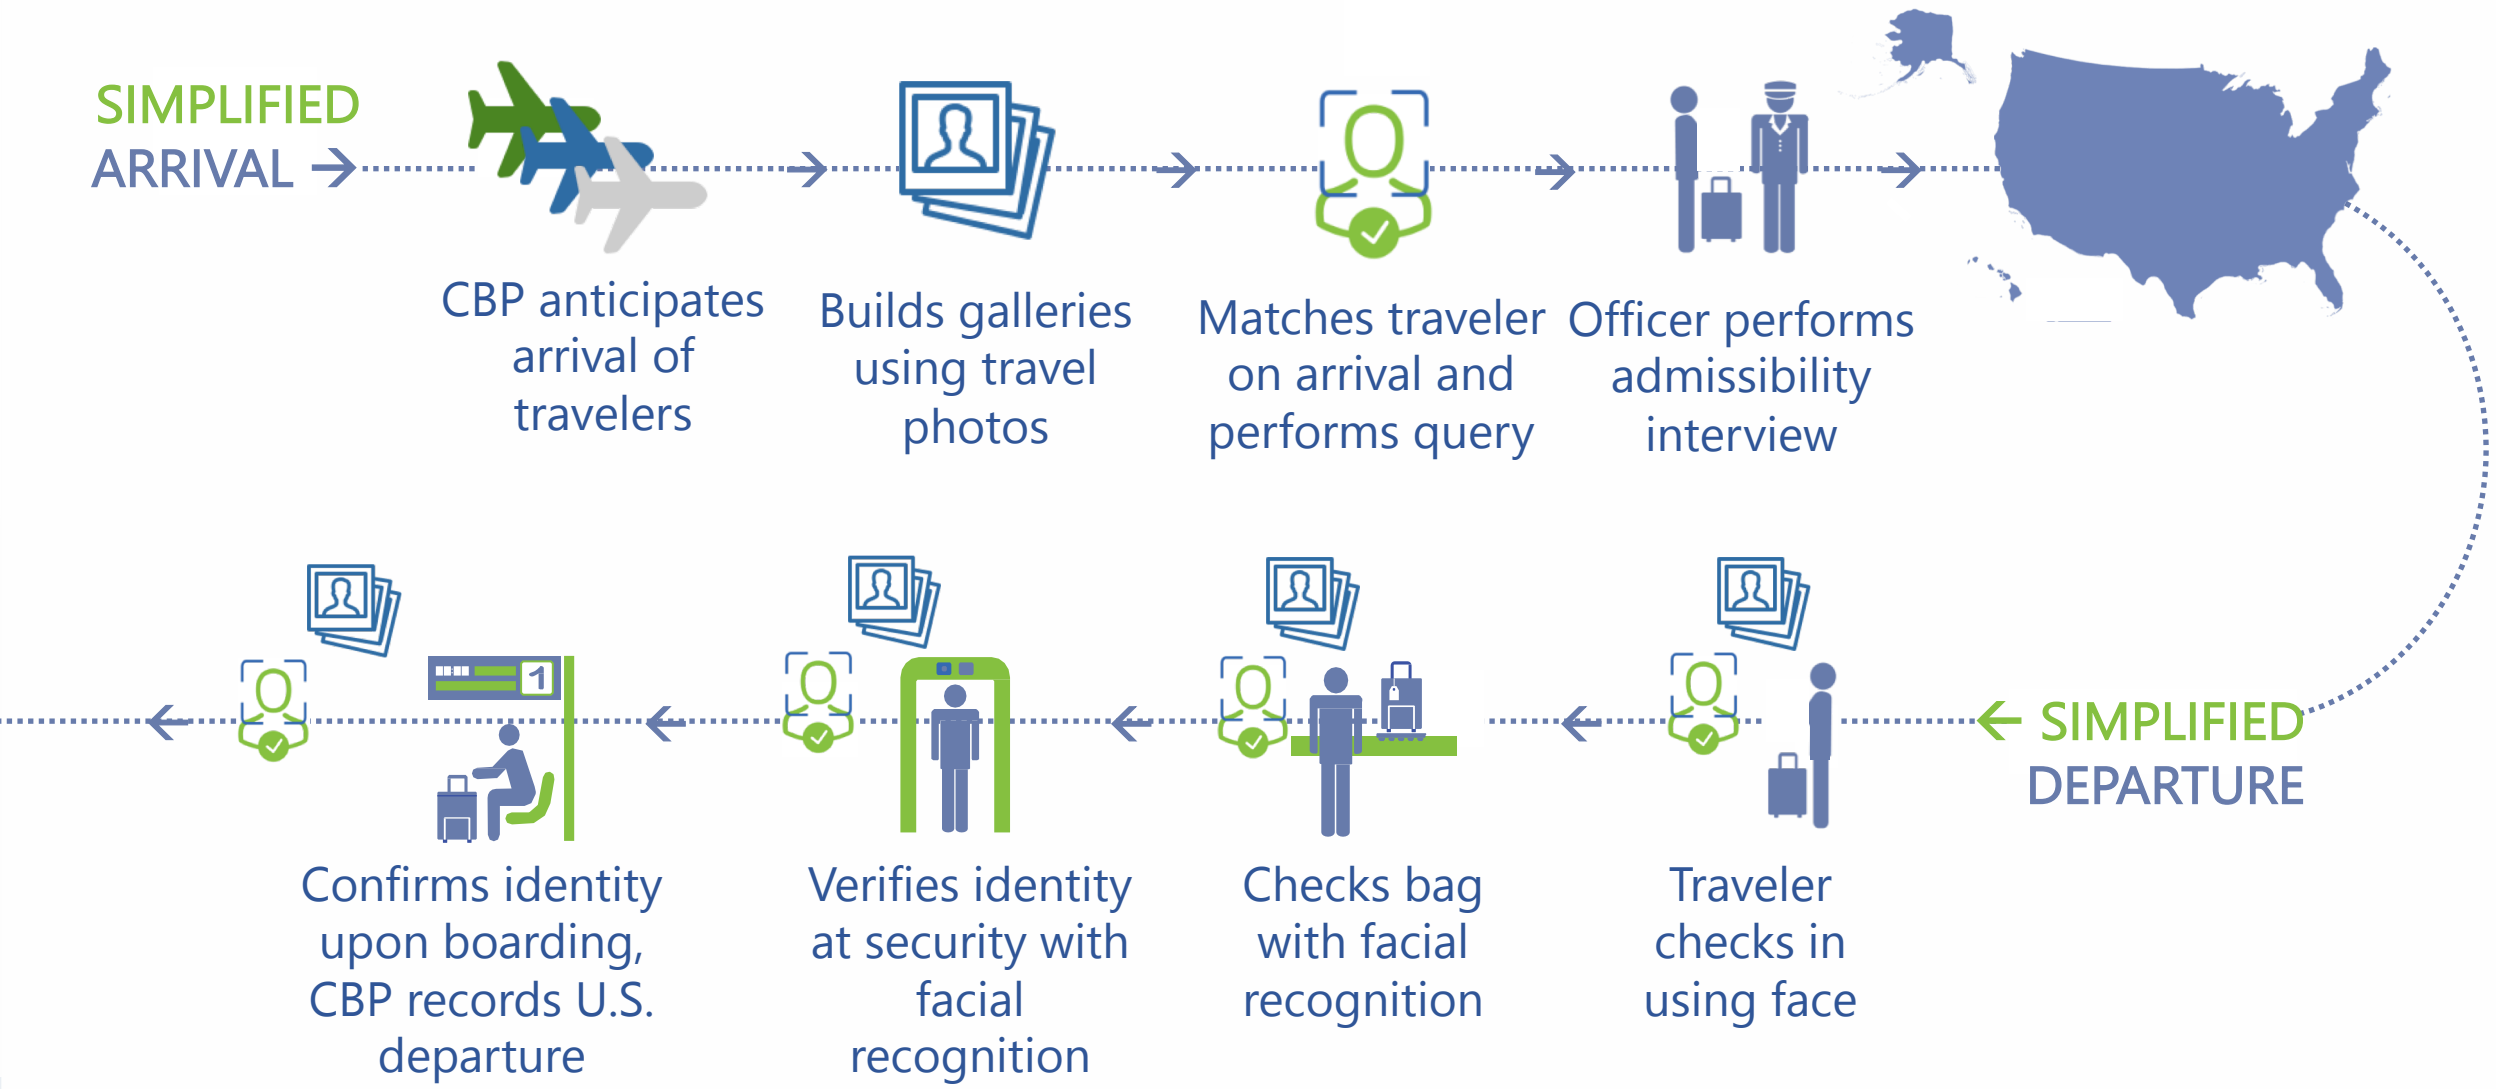 SIMPLIFIED
ARRIVAL
CBP anticipates
arrival of
travelers
Builds galleries
using travel
photos
Matches traveler
on arrival and
performs query
Officer performs
admissibility
interview
SIMPLIFIED
DEPARTURE
Traveler
checks in
using face
Checks bag
with facial
recognition
Verifies identity
at security with
facial
recognition
1
Confirms identity
upon boarding,
CBP records U.S.
departure